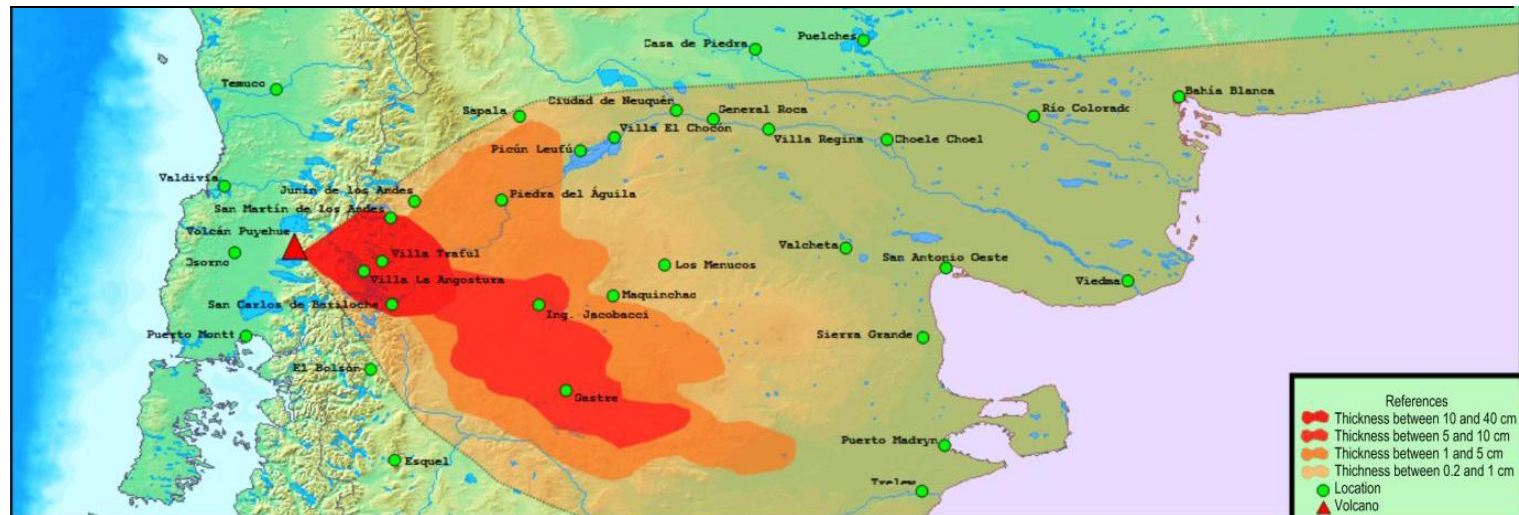 Puelches
Casa de Piedra
Temuco
Bahía Blanca
Ciudad de Neuquén
Sapala
General Roca
Río Colorado
Villa El Chocón
Villa Regina
Choele Choel
Picún Leufú
Valdivia
Junín de los Andes
Piedra del Águila
San Martín de los Andes
Volcán Puyehue
Valcheta
Osorno
Villa Traful
Los Menucos
San Antonio Oeste
Villa La Angostura
Viedma
Maquinchac
San Carlos de Bariloche
Ing. Jacobacci
Puerto Montt
Sierra Grande
El Bolsón
Gastre
Puerto Madryn
Esquel
Trelew
References
Thickness between 10 and 40 cm
Thickness between 5 and 10 cm
Thickness between 1 and 5 cm
Thichness between 0.2 and 1 cm
Location
Volcano